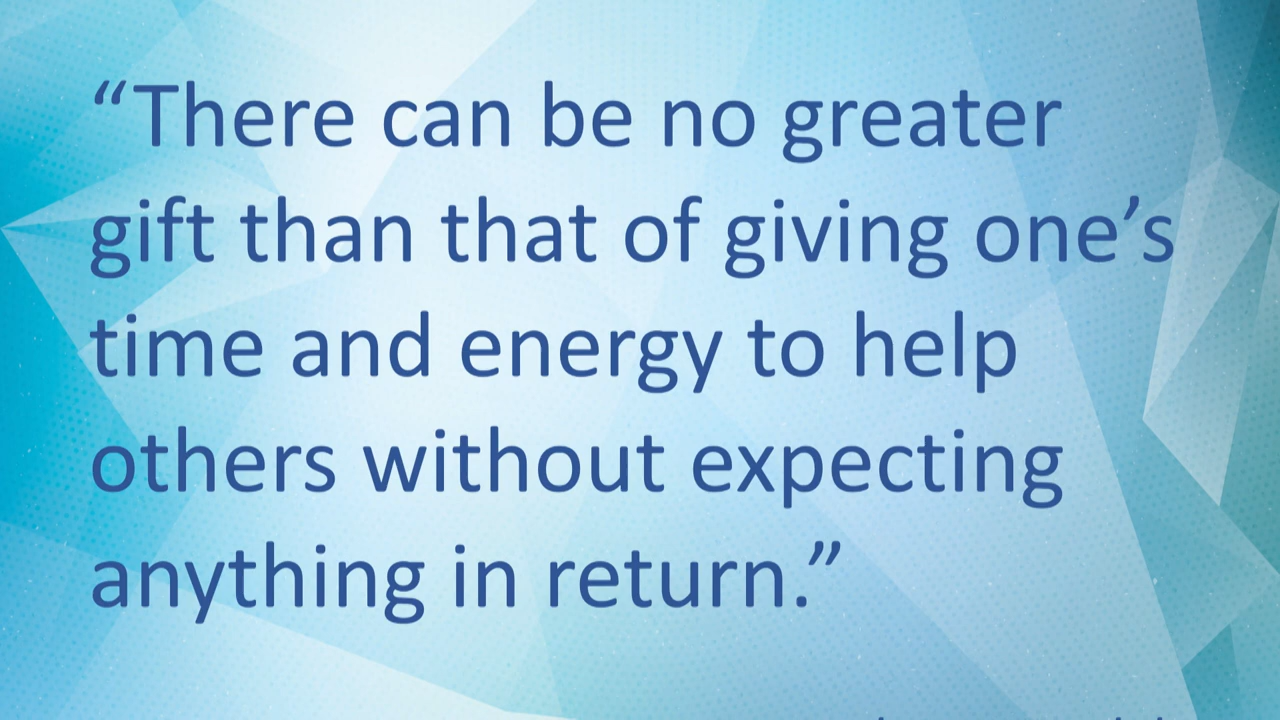 “There can be no greater
gift than that of giving one’s
time and energy to help
others without expecting
anything in return.”